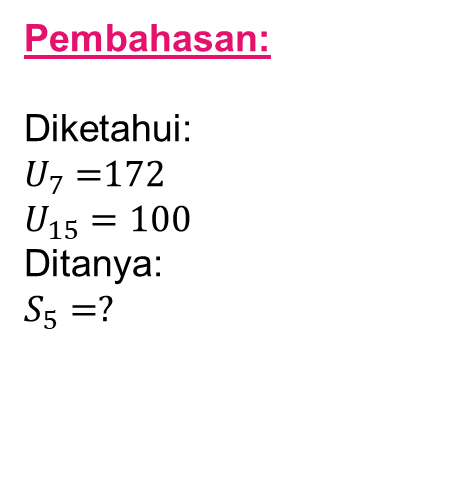 Pembahasan:
Diketahui:
U₇ =172
U₁₅ = 100
Ditanya:
S₅ =?